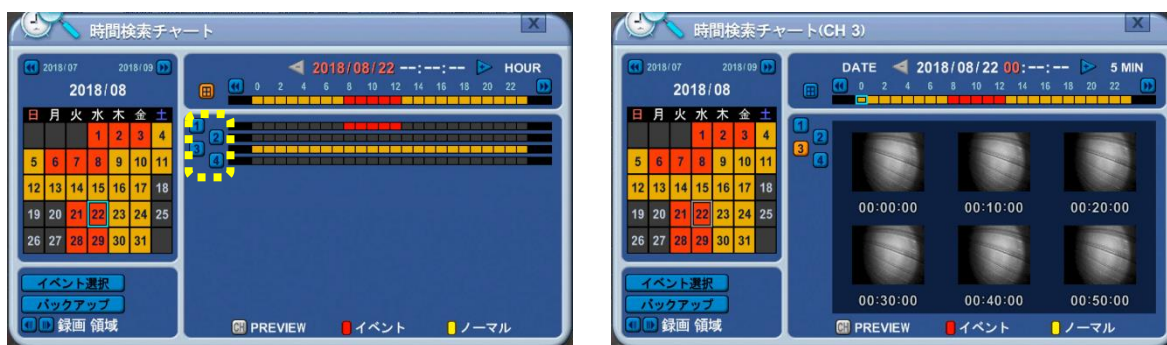 時間検索チャート
X
2018/07 2018/09
2018/08
日 月 火 水 木 金 土
1 2 3 4
5 6 7 8 9 10 11
12 13 14 15 16 17 18
19 20 21 22 23 24 25
26 27 28 29 30 31
イベント選択
バックアップ
録画 領域
2018/08/22 --:--:-- HOUR
0 2 4 6 8 10 12 14 16 18 20 22
1
2
3
4
CH PREVIEW イベント ノーマル
時間検索チャート(CH 3)
X
2018/07 2018/09
2018/08
日 月 火 水 木 金 土
1 2 3 4
5 6 7 8 9 10 11
12 13 14 15 16 17 18
19 20 21 22 23 24 25
26 27 28 29 30 31
イベント選択
バックアップ
録画 領域
DATE 2018/08/22 00:--:-- 5 MIN
0 2 4 6 8 10 12 14 16 18 20 22
1
2
3
4
00:00:00 00:10:00 00:20:00
00:30:00 00:40:00 00:50:00
CH PREVIEW イベント ノーマル